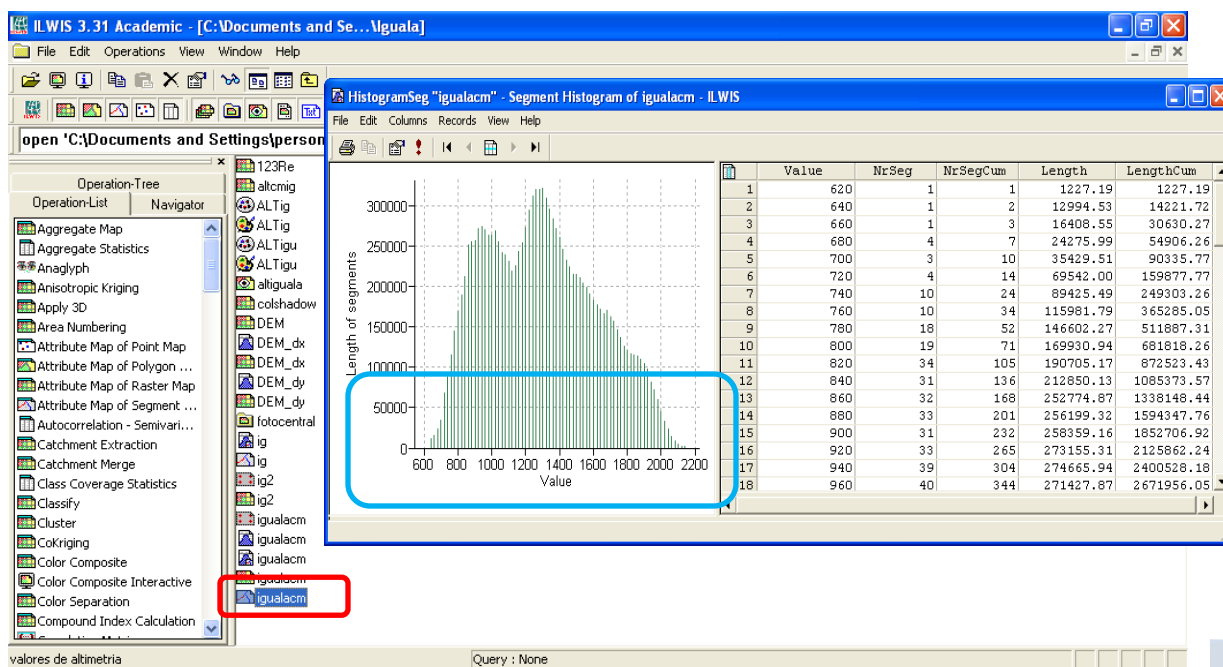 ILWIS 3.31 Academic - [C:\Documents and Se...\Iguala]
File Edit Operations View Window Help
open 'C:\Documents and Settings\person
Operation-Tree
Operation-List Navigator
Aggregate Map
Aggregate Statistics
Anaglyph
Anisotropic Kriging
Apply 3D
Area Numbering
Attribute Map of Point Map
Attribute Map of Polygon ...
Attribute Map of Raster Map
Attribute Map of Segment ...
Autocorrelation - Semivari...
Catchment Extraction
Catchment Merge
Class Coverage Statistics
Classify
Cluster
CoKriging
Color Composite
Color Composite Interactive
Color Separation
Compound Index Calculation
123Re
altcmig
ALTig
ALTig
ALTigu
ALTigu
altiguala
colshadow
DEM
DEM_dx
DEM_dx
DEM_dy
DEM_dy
fotocentral
ig
ig
ig2
ig2
igualacm
igualacm
igualacm
igualacm
igualacm
HistogramSeg "igualacm" - Segment Histogram of igualacm - ILWIS
File Edit Columns Records View Help
Length of segments
300000
250000
200000
150000
100000
50000
0
600 800 1000 1200 1400 1600 1800 2000 2200
Value
Value NrSeg NrSegCum Length LengthCum
1 620 1 1 1227.19 1227.19
2 640 1 2 12994.53 14221.72
3 660 1 3 16408.55 30630.27
4 680 4 7 24275.99 54906.26
5 700 3 10 35429.51 90335.77
6 720 4 14 69542.00 159877.77
7 740 10 24 89425.49 249303.26
8 760 10 34 115981.79 365285.05
9 780 18 52 146602.27 511887.31
10 800 19 71 169930.94 681818.26
11 820 34 105 190705.17 872523.43
12 840 31 136 212850.13 1085373.57
13 860 32 168 252774.87 1338148.44
14 880 33 201 256199.32 1594347.76
15 900 31 232 258359.16 1852706.92
16 920 33 265 273155.31 2125862.24
17 940 39 304 274665.94 2400528.18
18 960 40 344 271427.87 2671956.05
valores de altimetria
Query : None